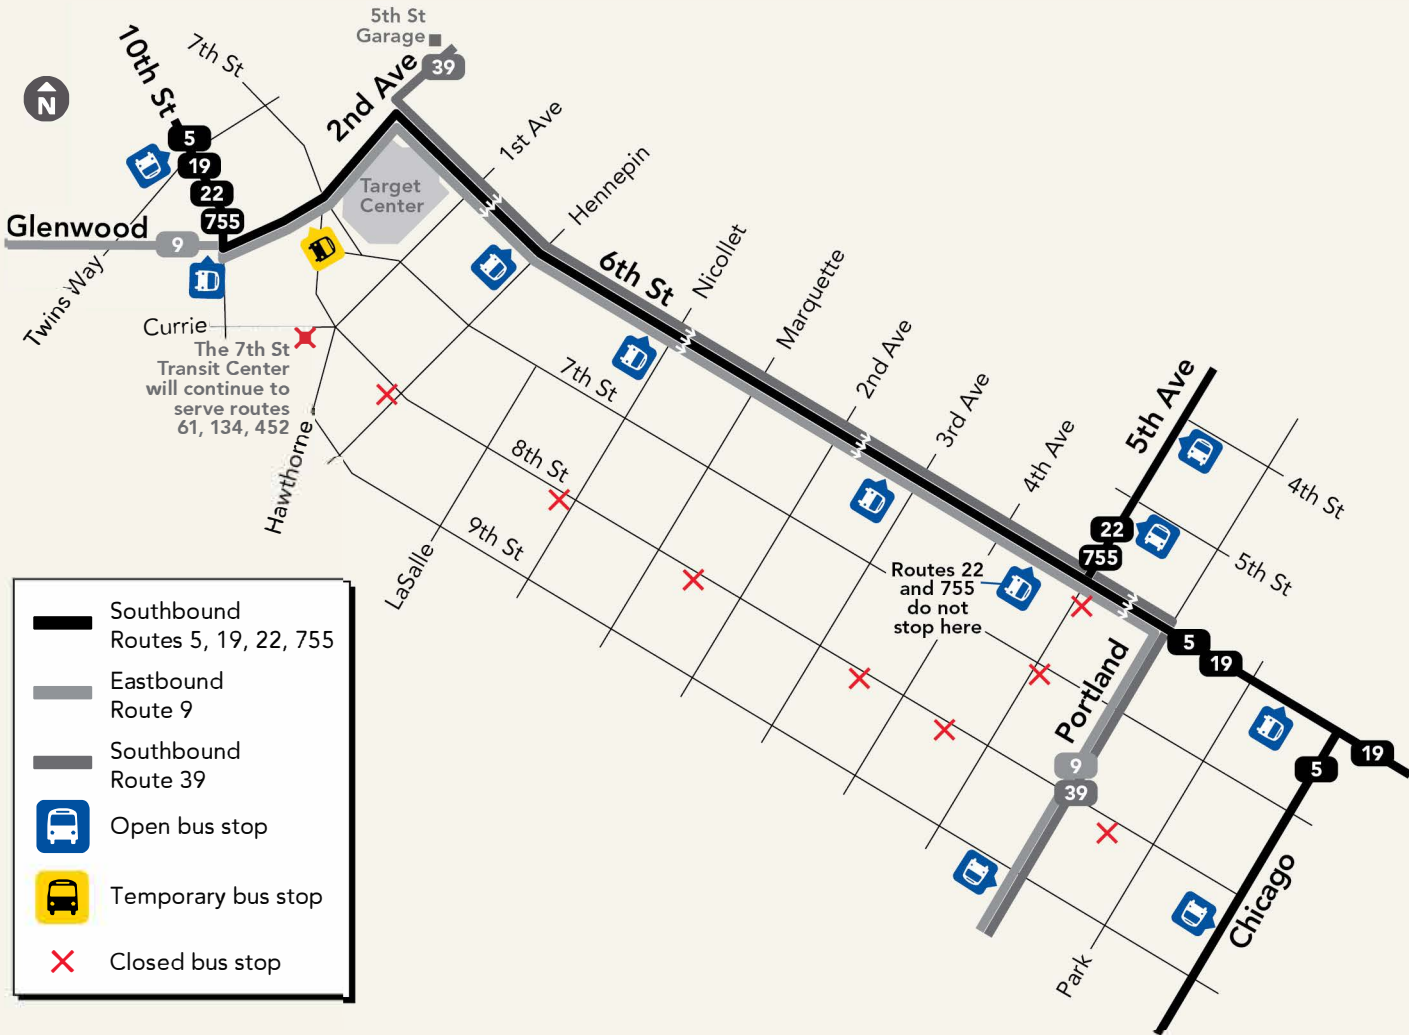 5th St
Garage
39
10th St
7th St
2nd Ave
N
1st Ave
5
19
22
755
Hennepin
Target
Center
Glenwood
9
Twins Way
6th St
Nicollet
Marquette
Currie
The 7th St
Transit Center
will continue to
serve routes
61, 134, 452
7th St
2nd Ave
3rd Ave
5th Ave
4th Ave
8th St
Hawthorne
9th St
LaSalle
4th St
22
755
5th St
Routes 22
and 755
do not
stop here
5
19
Portland
9
39
19
5
Chicago
Park
Southbound
Routes 5, 19, 22, 755
Eastbound
Route 9
Southbound
Route 39
Open bus stop
Temporary bus stop
Closed bus stop